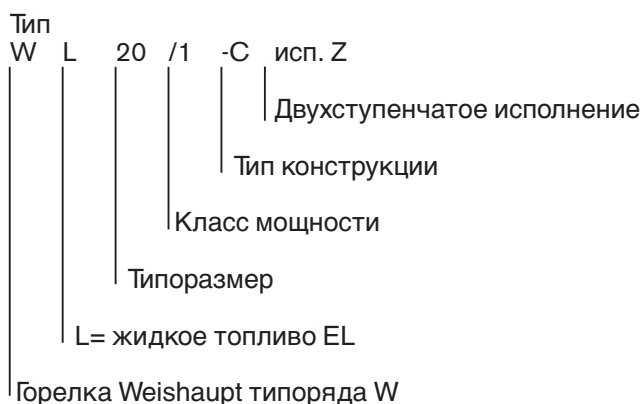 Тип
W L 20 /1 -C исп. Z
Двухступенчатое исполнение
Тип конструкции
Класс мощности
Типоразмер
L= жидкое топливо EL
Горелка Weishaupt типоряда W